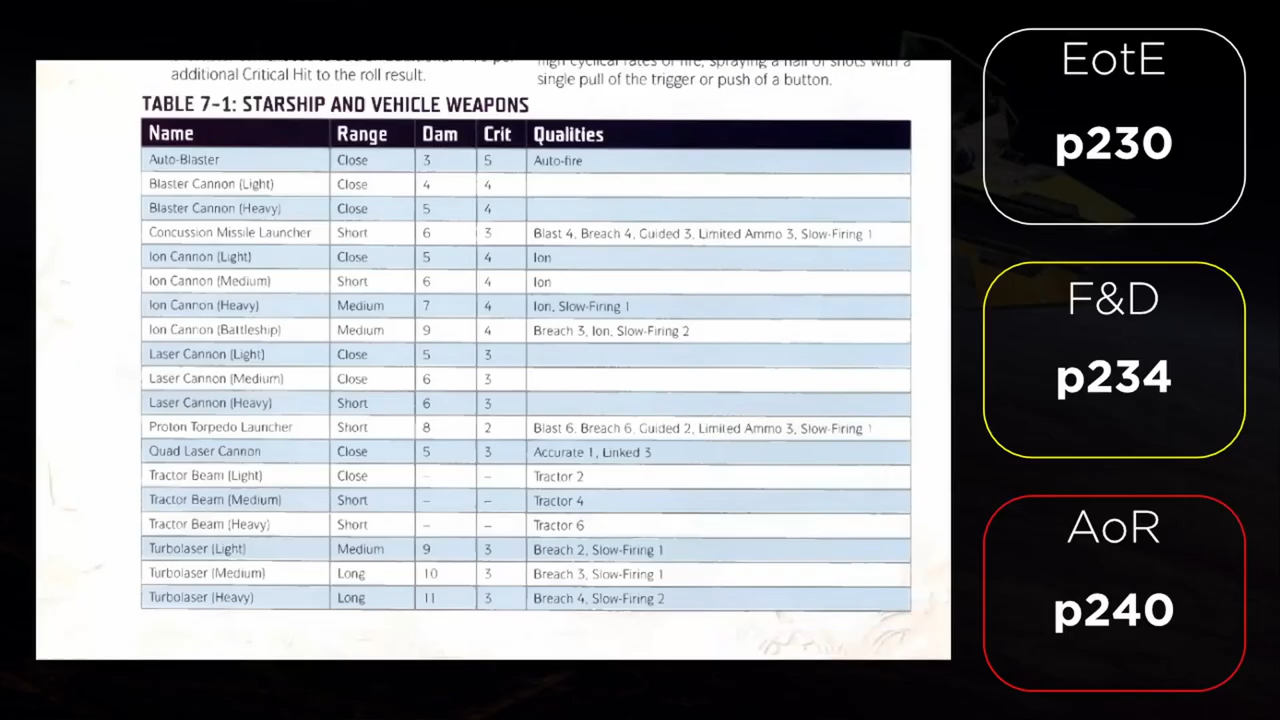 additional Critical Hit to the roll result.
single pull of the trigger or push of a button.
TABLE 7-1: STARSHIP AND VEHICLE WEAPONS
Name Range Dam Crit Qualities
Auto-Blaster Close 3 5 Auto-fire
Blaster Cannon (Light) Close 4 4
Blaster Cannon (Heavy) Close 5 4
Concussion Missile Launcher Short 6 3 Blast 4, Breach 4, Guided 3, Limited Ammo 3, Slow-Firing 1
Ion Cannon (Light) Close 5 4 Ion
Ion Cannon (Medium) Short 6 4 Ion
Ion Cannon (Heavy) Medium 7 4 Ion, Slow-Firing 1
Ion Cannon (Battleship) Medium 9 4 Breach 3, Ion, Slow-Firing 2
Laser Cannon (Light) Close 5 3
Laser Cannon (Medium) Close 6 3
Laser Cannon (Heavy) Short 6 3
Proton Torpedo Launcher Short 8 2 Blast 6, Breach 6, Guided 2, Limited Ammo 3, Slow-Firing 1
Quad Laser Cannon Close 5 3 Accurate 1, Linked 3
Tractor Beam (Light) Close – – Tractor 2
Tractor Beam (Medium) Short – – Tractor 4
Tractor Beam (Heavy) Short – – Tractor 6
Turbolaser (Light) Medium 9 3 Breach 2, Slow-Firing 1
Turbolaser (Medium) Long 10 3 Breach 3, Slow-Firing 1
Turbolaser (Heavy) Long 11 3 Breach 4, Slow-Firing 2
EotE
p230
F&D
p234
AoR
p240